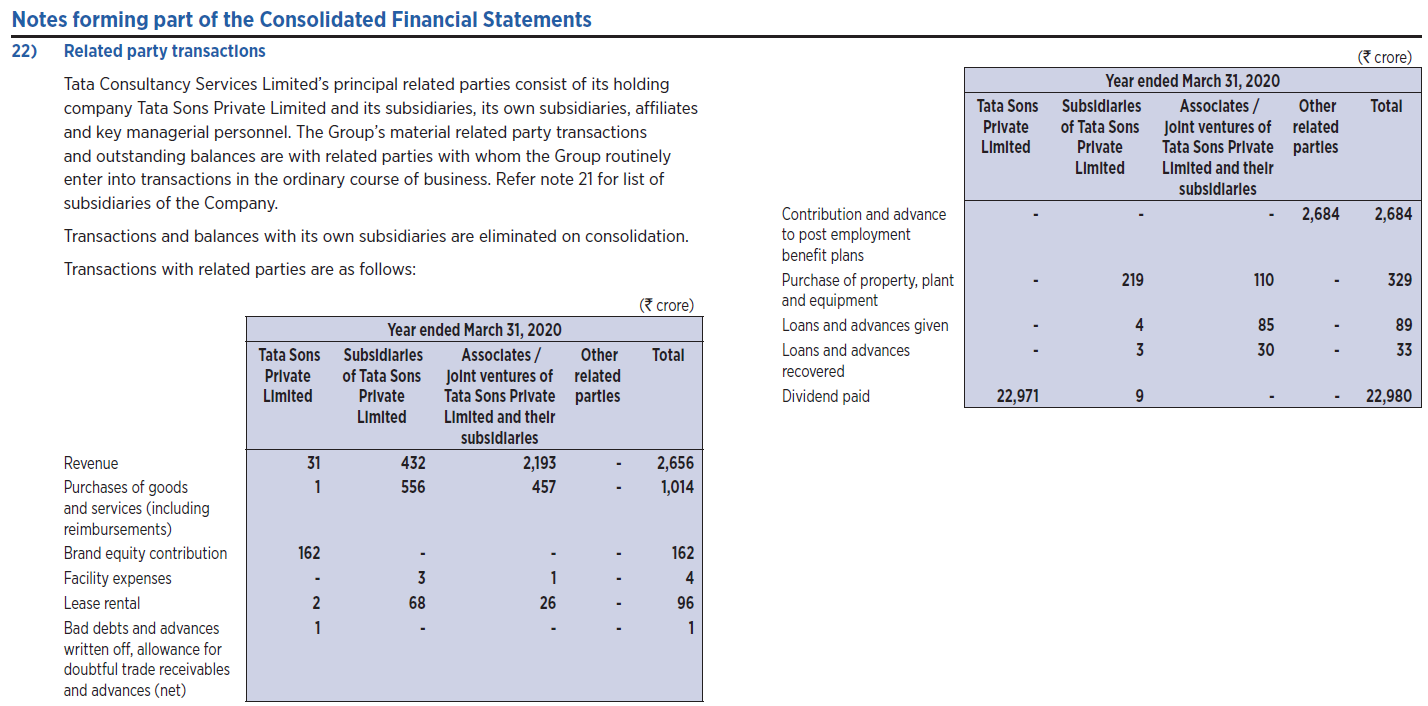 Notes forming part of the Consolidated Financial Statements
22) Related party transactions
Tata Consultancy Services Limited's principal related parties consist of its holding
company Tata Sons Private Limited and its subsidiaries, its own subsidiaries, affiliates
and key managerial personnel. The Group's material related party transactions
and outstanding balances are with related parties with whom the Group routinely
enter into transactions in the ordinary course of business. Refer note 21 for list of
subsidiaries of the Company.
Transactions and balances with its own subsidiaries are eliminated on consolidation.
Transactions with related parties are as follows:
(₹ crore)
Year ended March 31, 2020
Tata Sons Subsidiaries Associates / Other Total
Private of Tata Sons joint ventures of related
Limited Private Tata Sons Private parties
Limited Limited and their
subsidiaries
Revenue 31 432 2,193 - 2,656
Purchases of goods 1 556 457 - 1,014
and services (including
reimbursements)
Brand equity contribution 162 - - - 162
Facility expenses - 3 1 - 4
Lease rental 2 68 26 - 96
Bad debts and advances 1 - - - 1
written off, allowance for
doubtful trade receivables
and advances (net)
(₹ crore)
Year ended March 31, 2020
Tata Sons Subsidiaries Associates / Other Total
Private of Tata Sons joint ventures of related
Limited Private Tata Sons Private parties
Limited Limited and their
subsidiaries
Contribution and advance - - - 2,684 2,684
to post employment
benefit plans
Purchase of property, plant - 219 110 - 329
and equipment
Loans and advances given - 4 85 - 89
Loans and advances - 3 30 - 33
recovered
Dividend paid 22,971 9 - - 22,980